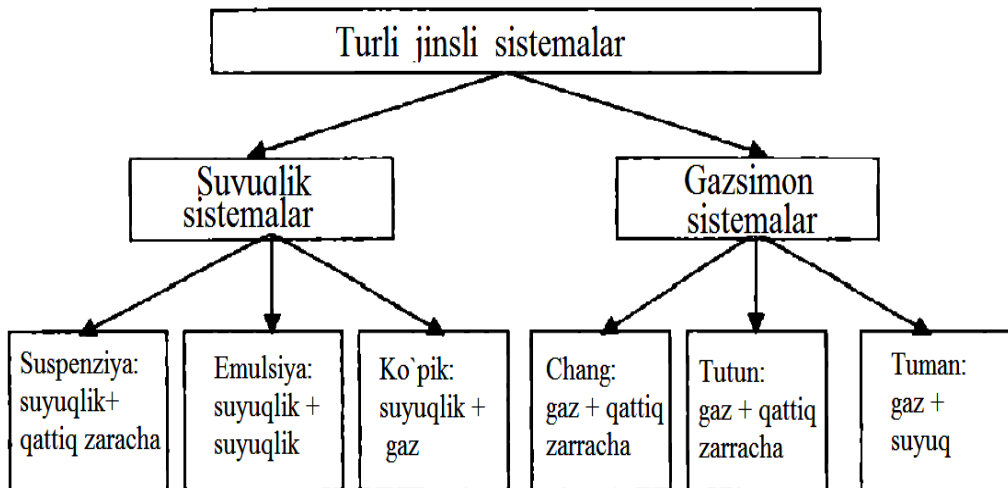 Turli jinsli sistemalar
Suvuqlik
sistemalar
Gazsimon
sistemalar
Suspenziya:
suyuqlik+
qattiq zaracha
Emulsiya:
suyuqlik +
suyuqlik
Ko`pik:
suyuqlik +
gaz
Chang:
gaz + qattiq
zarracha
Tutun:
gaz + qattiq
zarracha
Tuman:
gaz +
suyuq